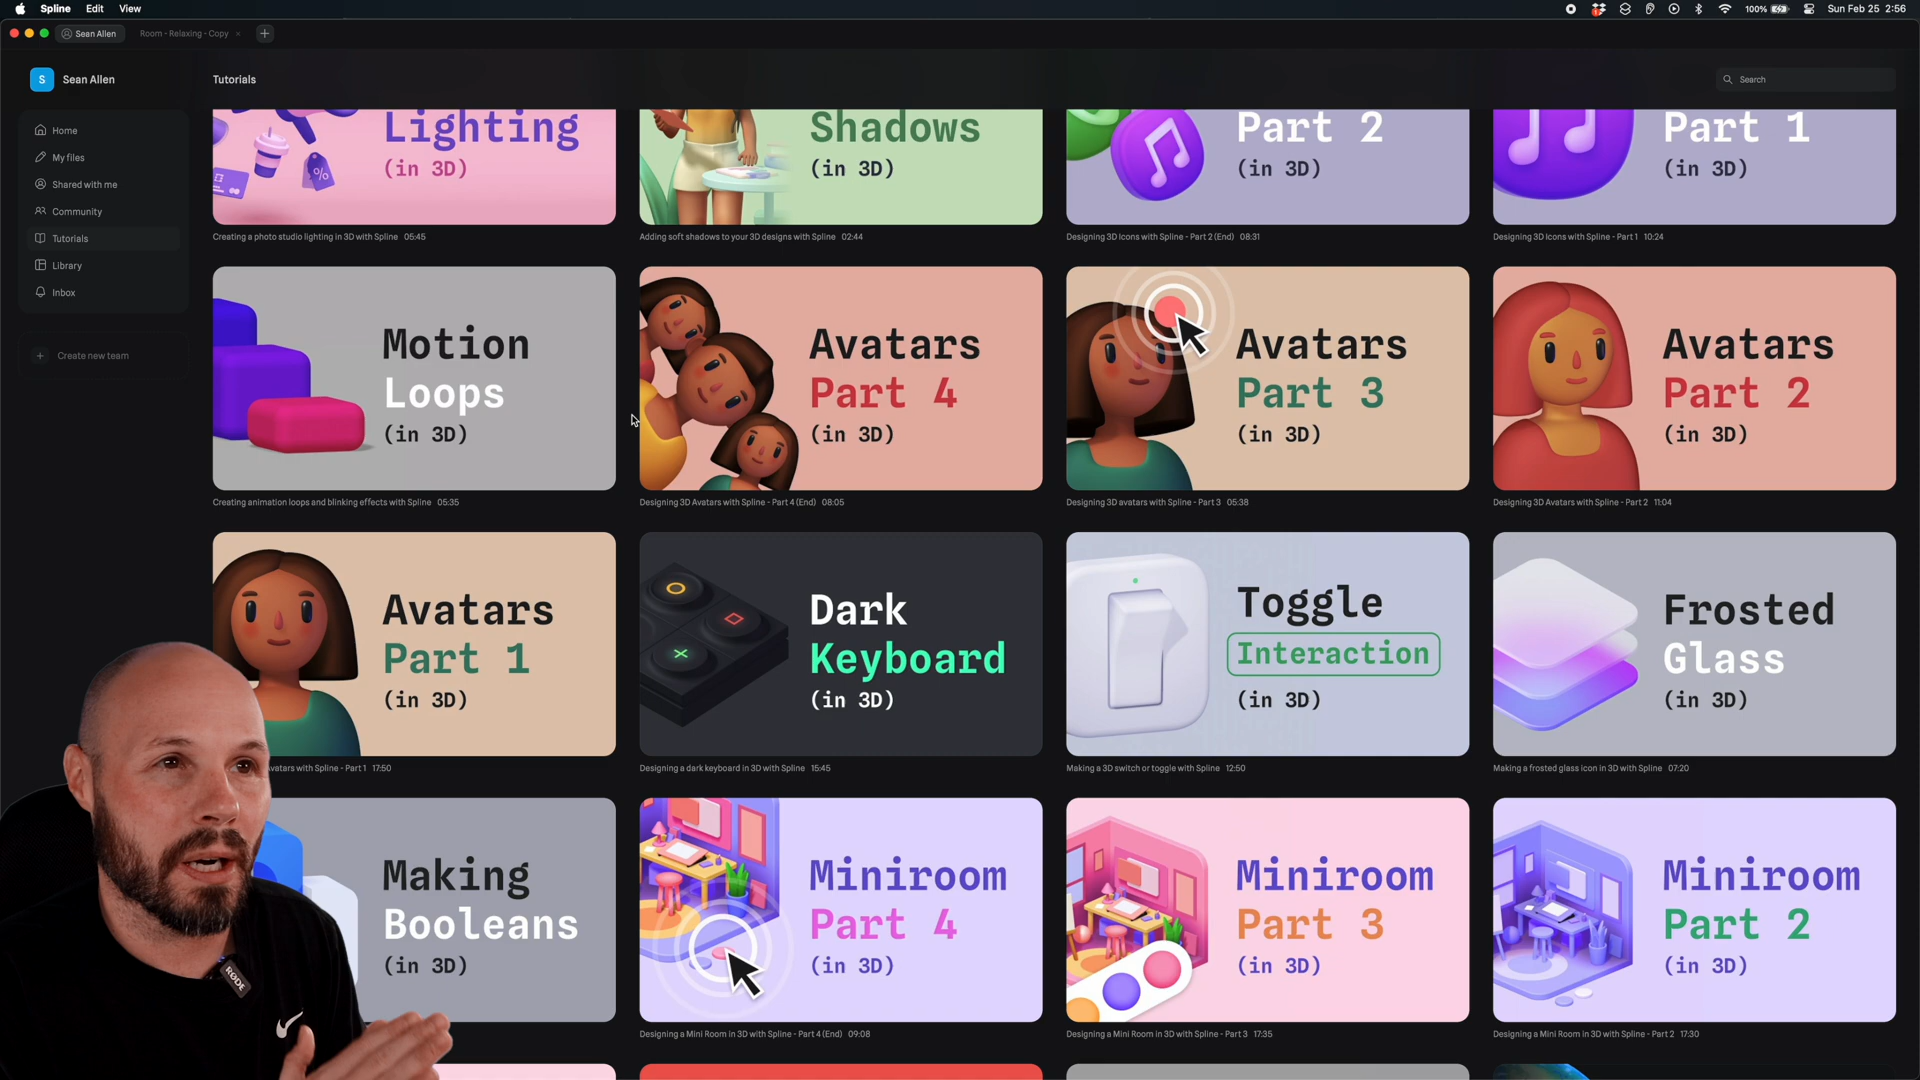 Spline Edit View
100% Sun Feb 25 2:56
Sean Allen Room - Relaxing - Copy
S Sean Allen
Tutorials
Search
Home
My files
Shared with me
Community
Tutorials
Library
Inbox
Create new team
Lighting
(in 3D)
Creating a photo studio lighting in 3D with Spline 05:45
Shadows
(in 3D)
Adding soft shadows to your 3D designs with Spline 02:44
Part 2
(in 3D)
Designing 3D Icons with Spline - Part 2 (End) 08:31
Part 1
(in 3D)
Designing 3D Icons with Spline - Part 1 10:24
Motion
Loops
(in 3D)
Creating animation loops and blinking effects with Spline 05:35
Avatars
Part 4
(in 3D)
Designing 3D Avatars with Spline - Part 4 (End) 08:05
Avatars
Part 3
(in 3D)
Designing 3D avatars with Spline - Part 3 05:38
Avatars
Part 2
(in 3D)
Designing 3D Avatars with Spline - Part 2 11:04
Avatars
Part 1
(in 3D)
vatars with Spline - Part 1 17:50
Dark
Keyboard
(in 3D)
Designing a dark keyboard in 3D with Spline 15:45
Toggle
Interaction
(in 3D)
Making a 3D switch or toggle with Spline 12:50
Frosted
Glass
(in 3D)
Making a frosted glass icon in 3D with Spline 07:20
Making
Booleans
(in 3D)
Miniroom
Part 4
(in 3D)
Designing a Mini Room in 3D with Spline - Part 4 (End) 09:08
Miniroom
Part 3
(in 3D)
Designing a Mini Room in 3D with Spline - Part 3 17:35
Miniroom
Part 2
(in 3D)
Designing a Mini Room in 3D with Spline - Part 2 17:30
RØDE